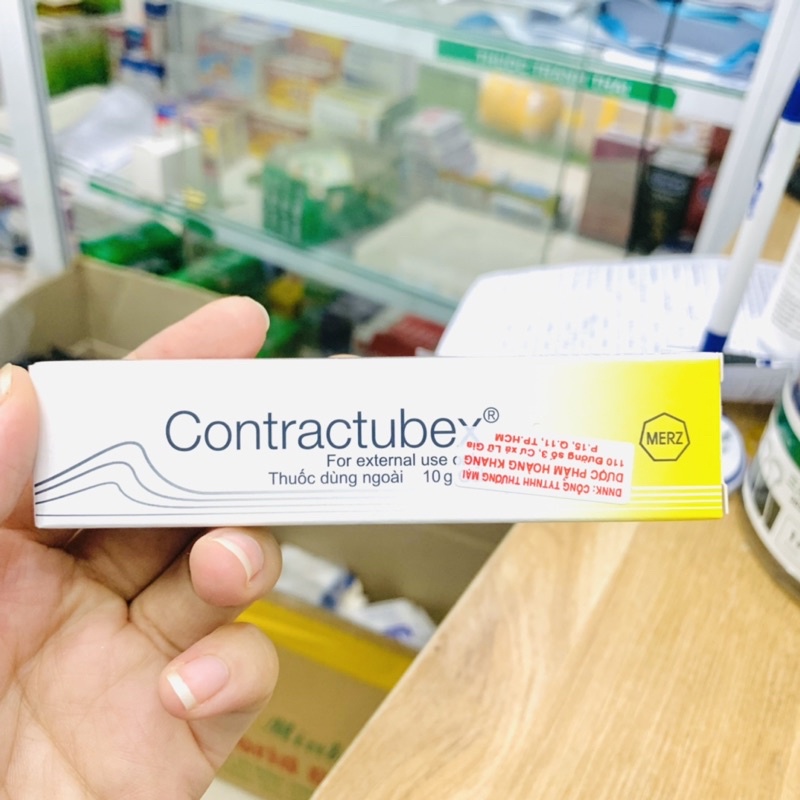 Contractubex®
For external use
Thuốc dùng ngoài 10 g
MERZ
DNNK: CÔNG TY TNHH THƯƠNG MẠI
DƯỢC PHẨM HOÀNG KHANG
110 Đường số 3, Cư xá Lữ Gia
P.15, Q.11, TP.HCM